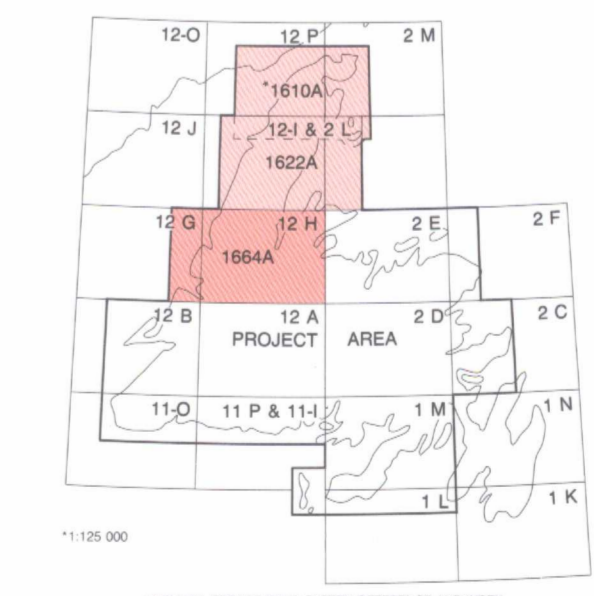 12-O 12 P 2 M
*1610A
12 J 12-I & 2 L
1622A
12 G 12 H 2 E 2 F
1664A
12 B 12 A 2 D 2 C
PROJECT AREA
11-O 11 P & 11-I 1 M 1 N
1 L 1 K
*1:125 000